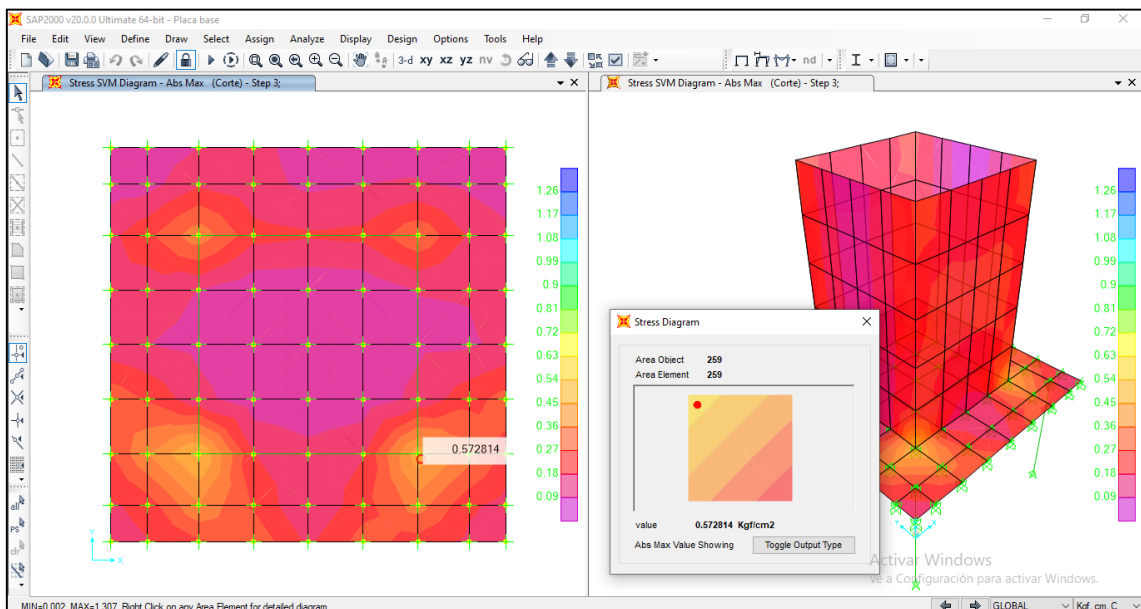 SAP2000 v20.0.0 Ultimate 64-bit - Placa base
File Edit View Define Draw Select Assign Analyze Display Design Options Tools Help
3-d xy xz yz nv
nd
Stress SVM Diagram - Abs Max (Corte) - Step 3;
Stress SVM Diagram - Abs Max (Corte) - Step 3;
1.26
1.17
1.08
0.99
0.9
0.81
0.72
0.63
0.54
0.45
0.36
0.27
0.18
0.09
0.572814
Y
X
all
PS
clr
1.26
1.17
1.08
0.99
0.9
0.81
0.72
0.63
0.54
0.45
0.36
0.27
0.18
0.09
Stress Diagram
Area Object 259
Area Element 259
value 0.572814 Kgf/cm2
Abs Max Value Showing Toggle Output Type
Activar Windows
Ve a Configuración para activar Windows.
MIN=0.002, MAX=1.307, Right Click on any Area Element for detailed diagram
GLOBAL Kgf, cm, C